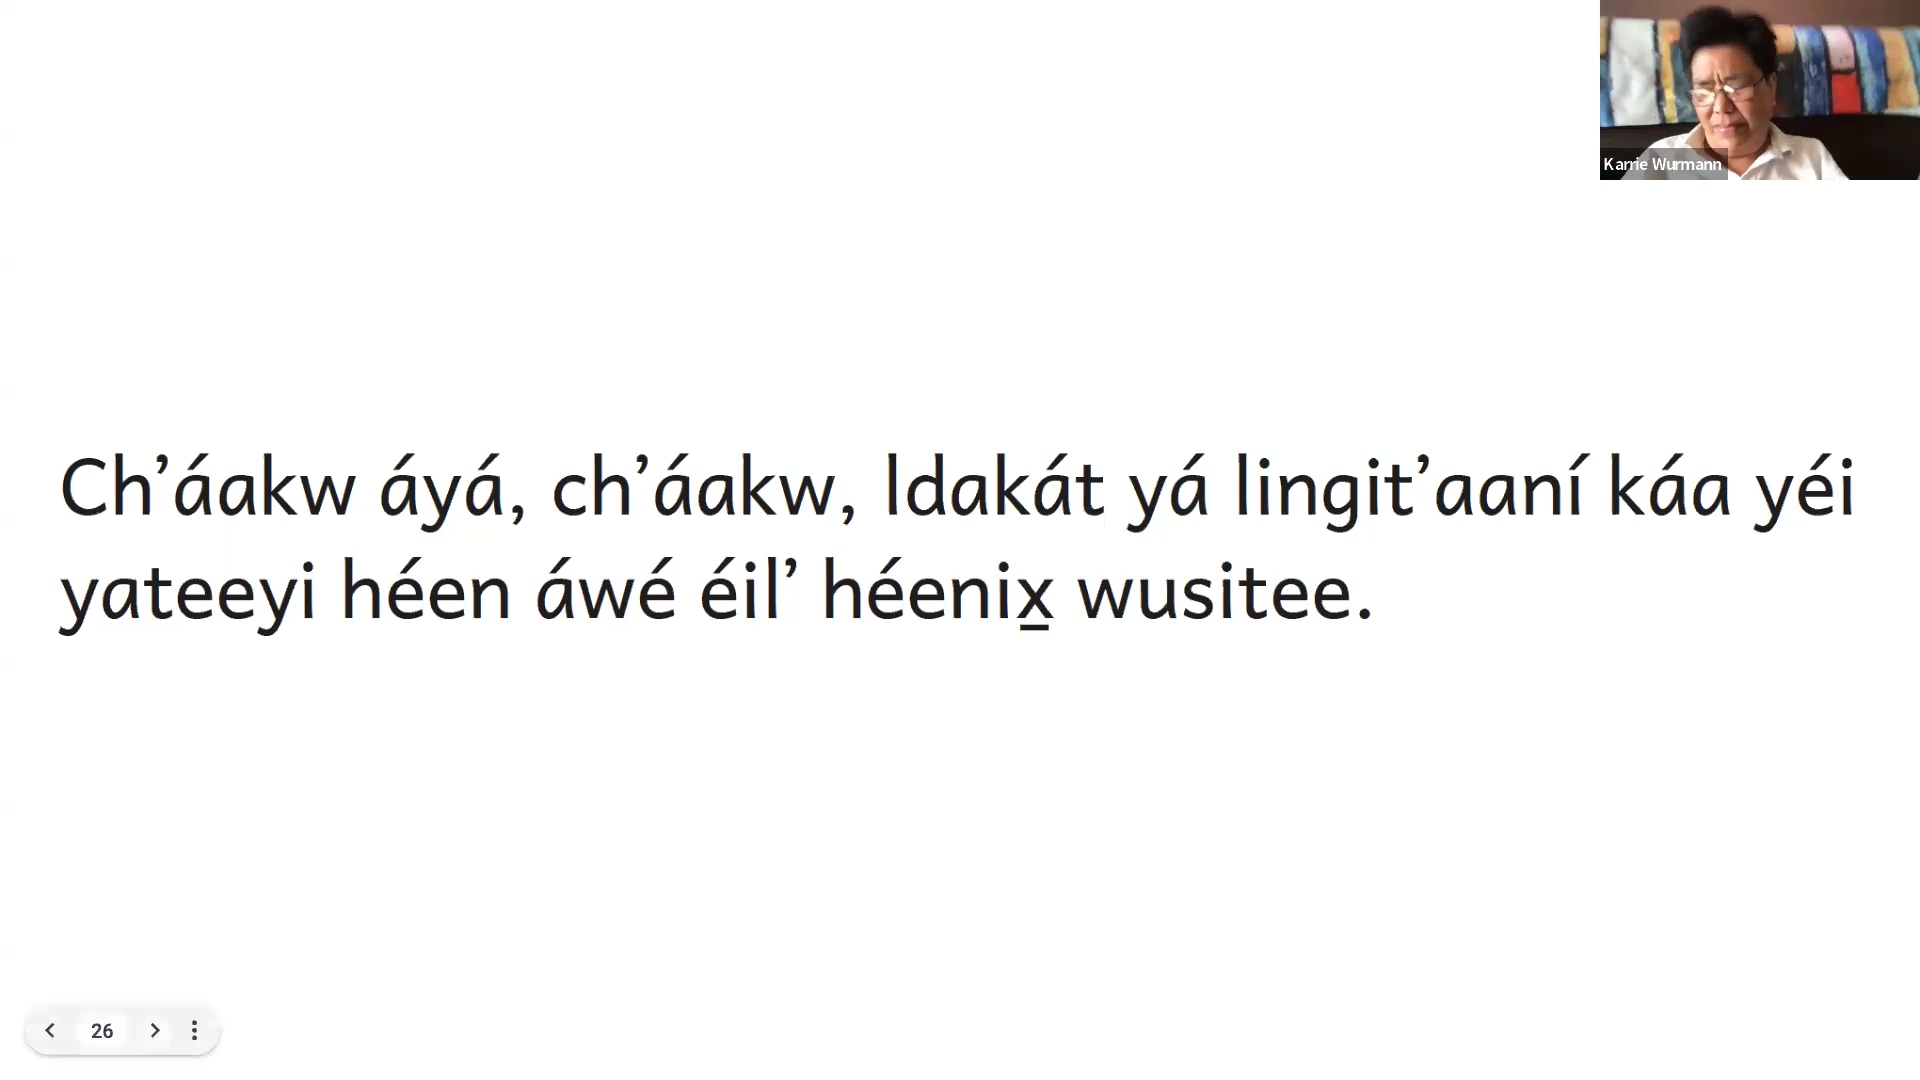 Karrie Wurmann
Ch’áakw áyá, ch’áakw, ldakát yá lingit’aaní káa yéi
yateeyi héen áwé éil’ héenix̱ wusitee.
26